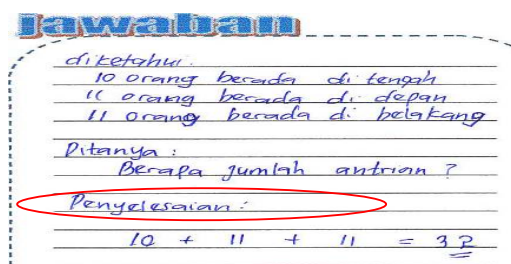 jawaban
diketahui.
10 orang berada di tengah
11 orang berada di depan
11 orang berada di belakang
Ditanya :
Berapa jumlah antrian ?
Penyelesaian :
10 + 11 + 11 = 32